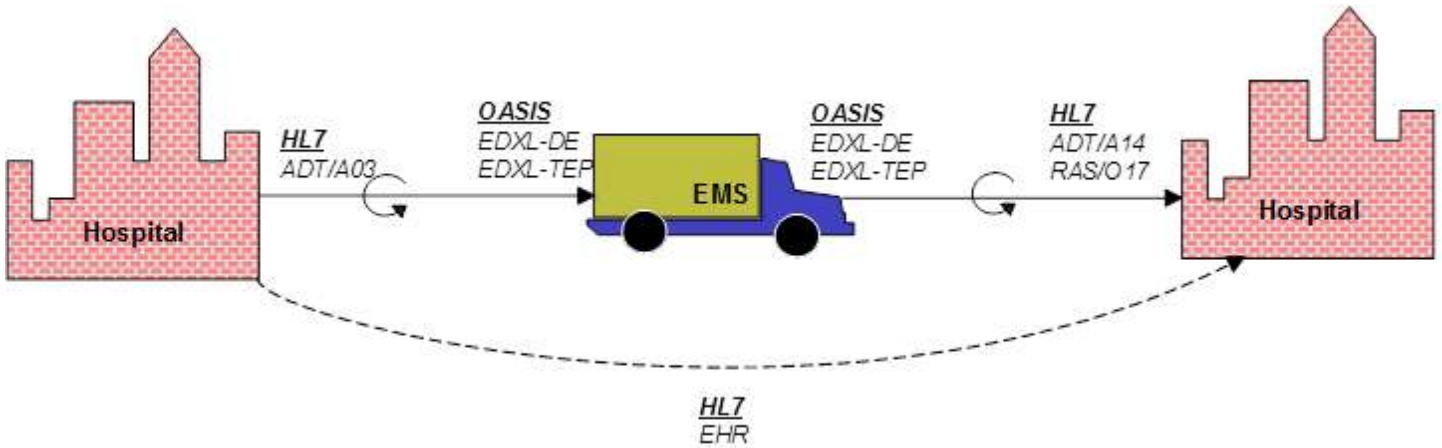 HL7
ADT/A03
OASIS
EDXL-DE
EDXL-TEP
OASIS
EDXL-DE
EDXL-TEP
HL7
ADT/A14
RAS/O17
Hospital
EMS
Hospital
HL7
EHR